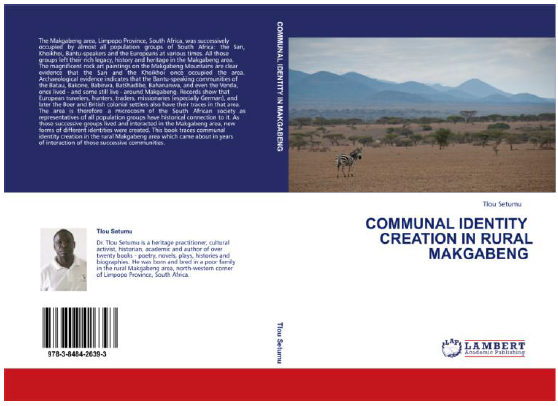 The Makgabeng area, Limpopo Province, South Africa, was successively
occupied by almost all population groups of South Africa: the San,
Khoikhoi, Bantu-speakers and the Europeans at various times. All those
groups left their rich legacy, history and heritage in the Makgabeng area.
The magnificent rock art paintings on the Makgabeng Mountains are clear
evidence that the San and the Khoikhoi once occupied the area.
Archaeological evidence indicates that the Bantu-speaking communities of
the Batau, Bakone, Babirwa, Batlhadine, Bahananwa, and even the Venda,
once lived - and some still live - around Makgabeng. Records show that
European travellers, hunters, traders, missionaries (especially German), and
later the Boer and British colonial settlers also have their traces in that area.
The area is therefore a microcosm of the South African society as
representatives of all population groups have historical connection to it. As
those successive groups lived and interacted in the Makgabeng area, new
forms of different identities were created. This book traces communal
identity creation in the rural Makgabeng area which came about in years
of interaction of those successive communities.
COMMUNAL IDENTITY IN MAKGABENG
Tlou Setumu
COMMUNAL IDENTITY
CREATION IN RURAL
MAKGABENG
Tlou Setumu
Dr. Tlou Setumu is a heritage practitioner, cultural
activist, historian, academic and author of over
twenty books - poetry, novels, plays, histories and
biographies. He was born and bred in a poor family
in the rural Makgabeng area, north-western corner
of Limpopo Province, South Africa.
978-3-8484-2639-3
Tlou Setumu
LAP
LAMBERT
Academic Publishing